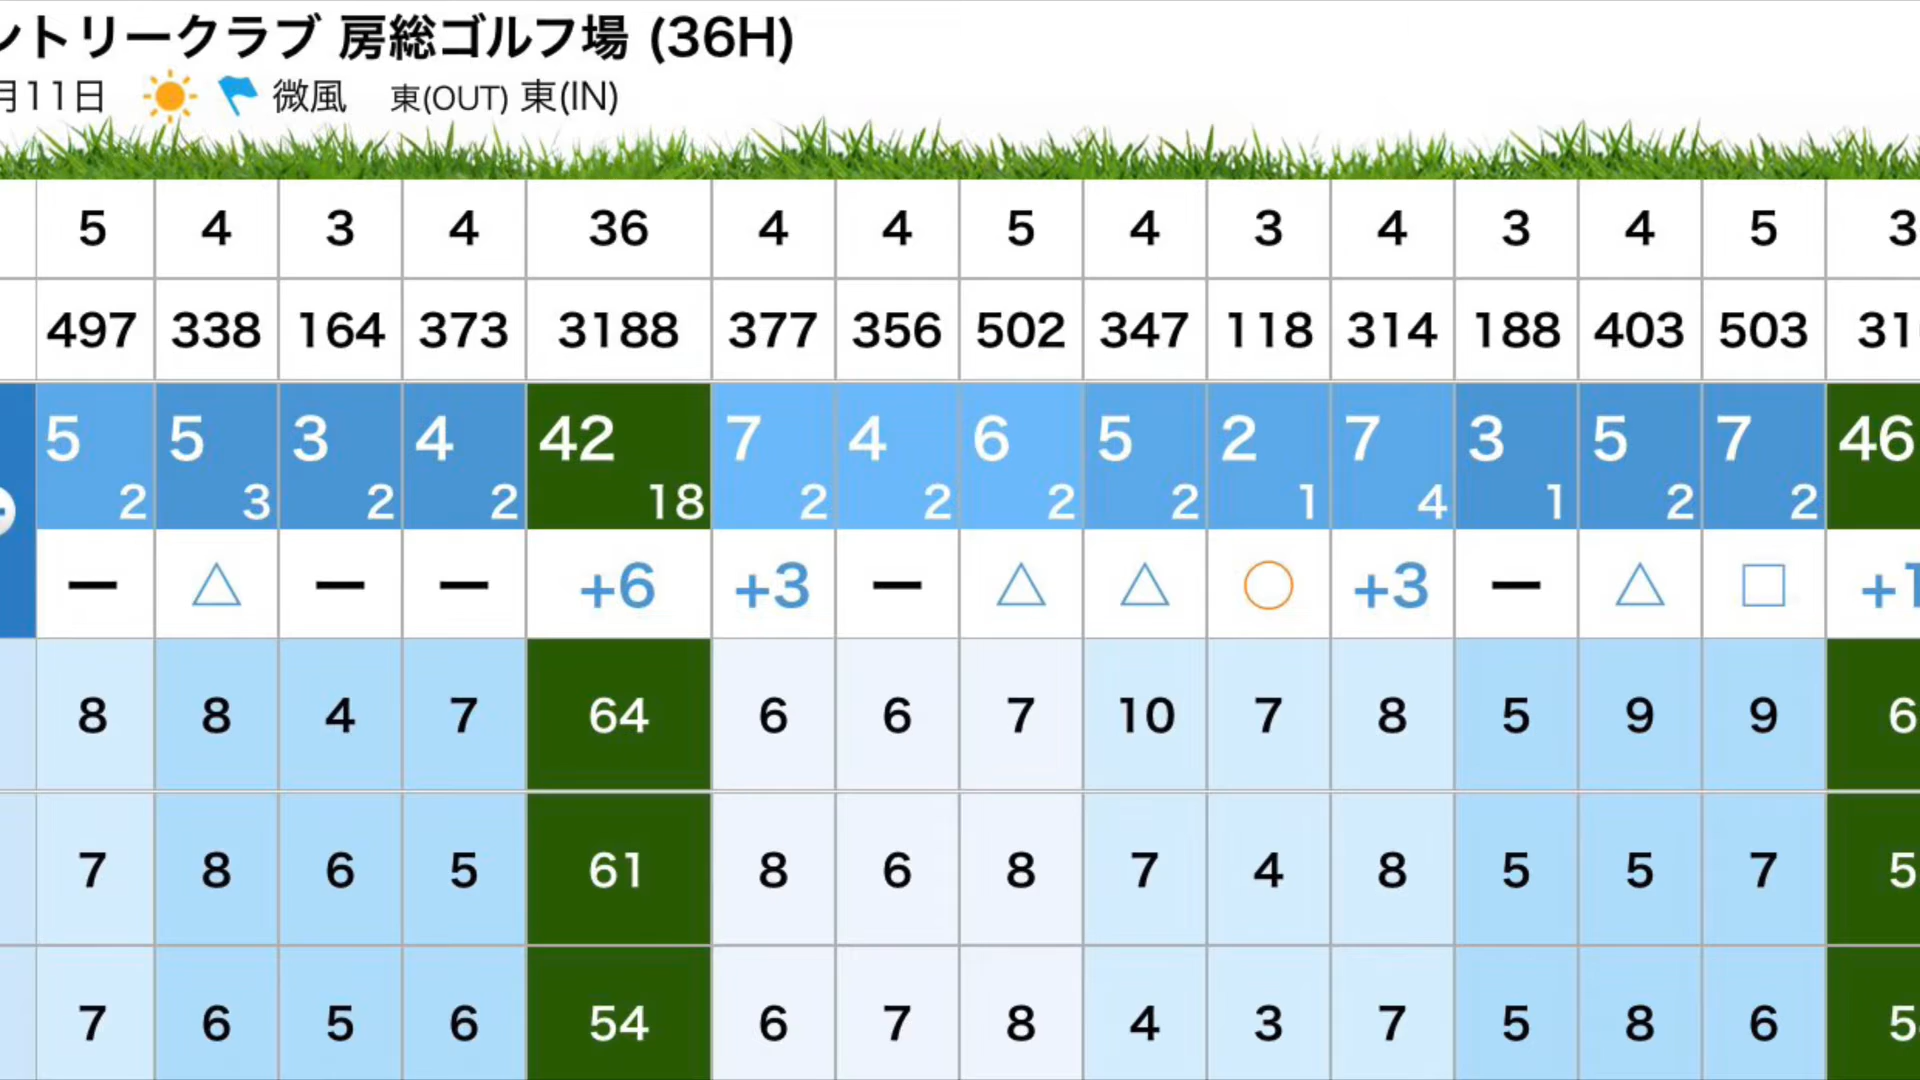 ントリークラブ 房総ゴルフ場 (36H)
月11日 微風 東(OUT) 東(IN)
5 4 3 4 36 4 4 5 4 3 4 3 4 5 3
497 338 164 373 3188 377 356 502 347 118 314 188 403 503 31
5 5 3 4 42 7 4 6 5 2 7 3 5 7 46
2 3 2 2 18 2 2 2 2 1 4 1 2 2
— △ — — +6 +3 — △ △ ○ +3 — △ □ +1
8 8 4 7 64 6 6 7 10 7 8 5 9 9 6
7 8 6 5 61 8 6 8 7 4 8 5 5 7 5
7 6 5 6 54 6 7 8 4 3 7 5 8 6 5